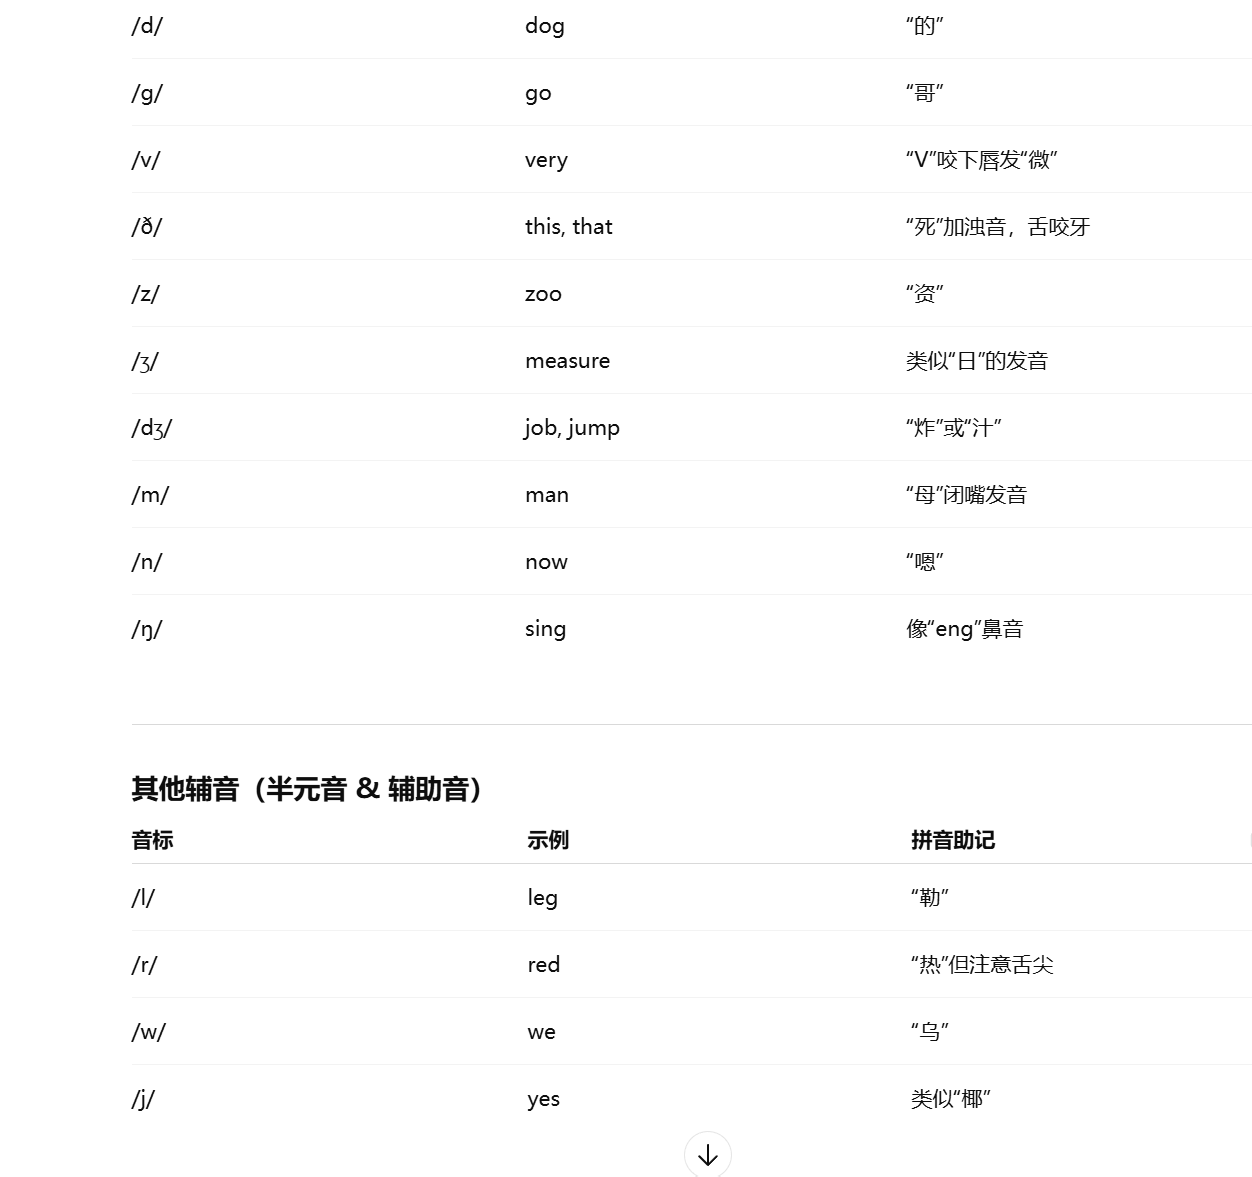 /d/ dog “的”
/g/ go “哥”
/v/ very “V”咬下唇发“微”
/ð/ this, that “死”加浊音，舌咬牙
/z/ zoo “资”
/ʒ/ measure 类似“日”的发音
/dʒ/ job, jump “炸”或“汁”
/m/ man “母”闭嘴发音
/n/ now “嗯”
/ŋ/ sing 像“eng”鼻音
其他辅音（半元音 & 辅助音）
音标 示例 拼音助记
/l/ leg “勒”
/r/ red “热”但注意舌尖
/w/ we “乌”
/j/ yes 类似“椰”